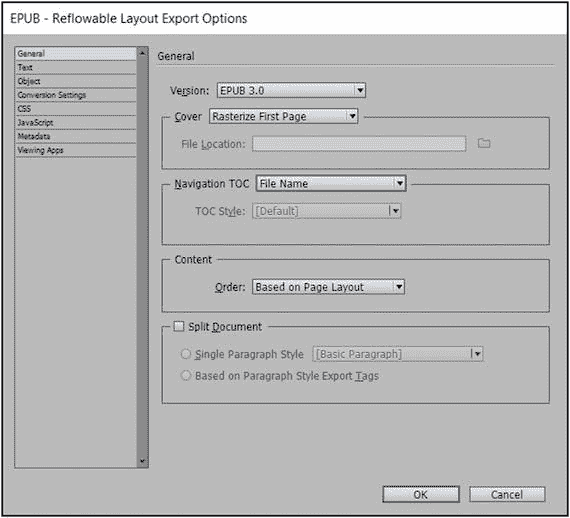 EPUB - Reflowable Layout Export Options
General
Text
Object
Conversion Settings
CSS
JavaScript
Metadata
Viewing Apps
General
Version: EPUB 3.0
Cover Rasterize First Page
File Location:
Navigation TOC File Name
TOC Style: [Default]
Content
Order: Based on Page Layout
Split Document
Single Paragraph Style [Basic Paragraph]
Based on Paragraph Style Export Tags
OK Cancel